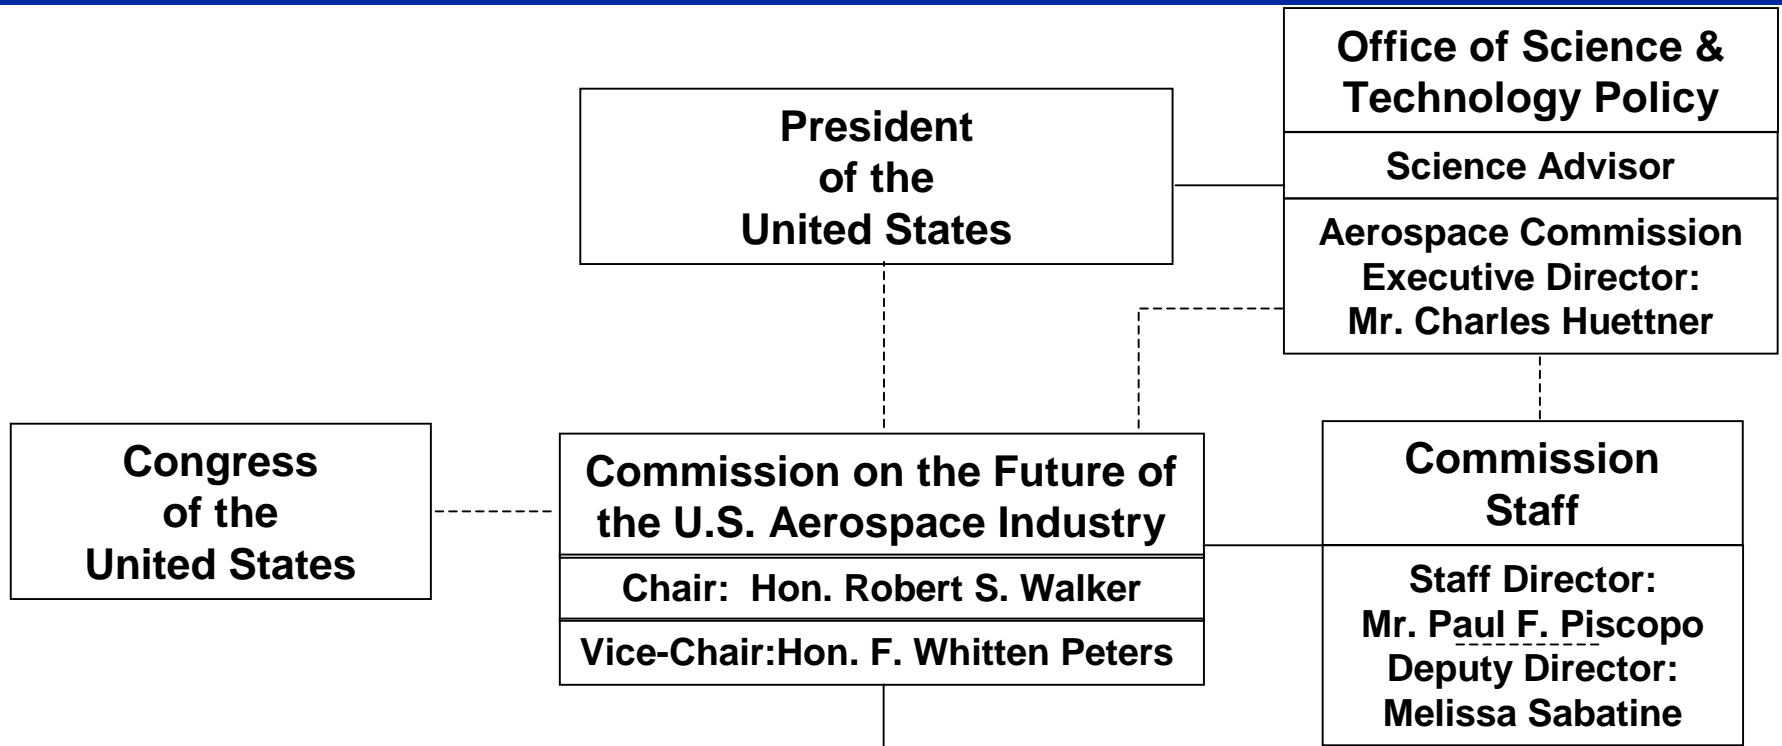 Office of Science &
Technology Policy
Science Advisor
Aerospace Commission
Executive Director:
Mr. Charles Huettner
President
of the
United States
Congress
of the
United States
Commission on the Future of
the U.S. Aerospace Industry
Chair:  Hon. Robert S. Walker
Vice-Chair:Hon. F. Whitten Peters
Commission
Staff
Staff Director:
Mr. Paul F. Piscopo
Deputy Director:
Melissa Sabatine